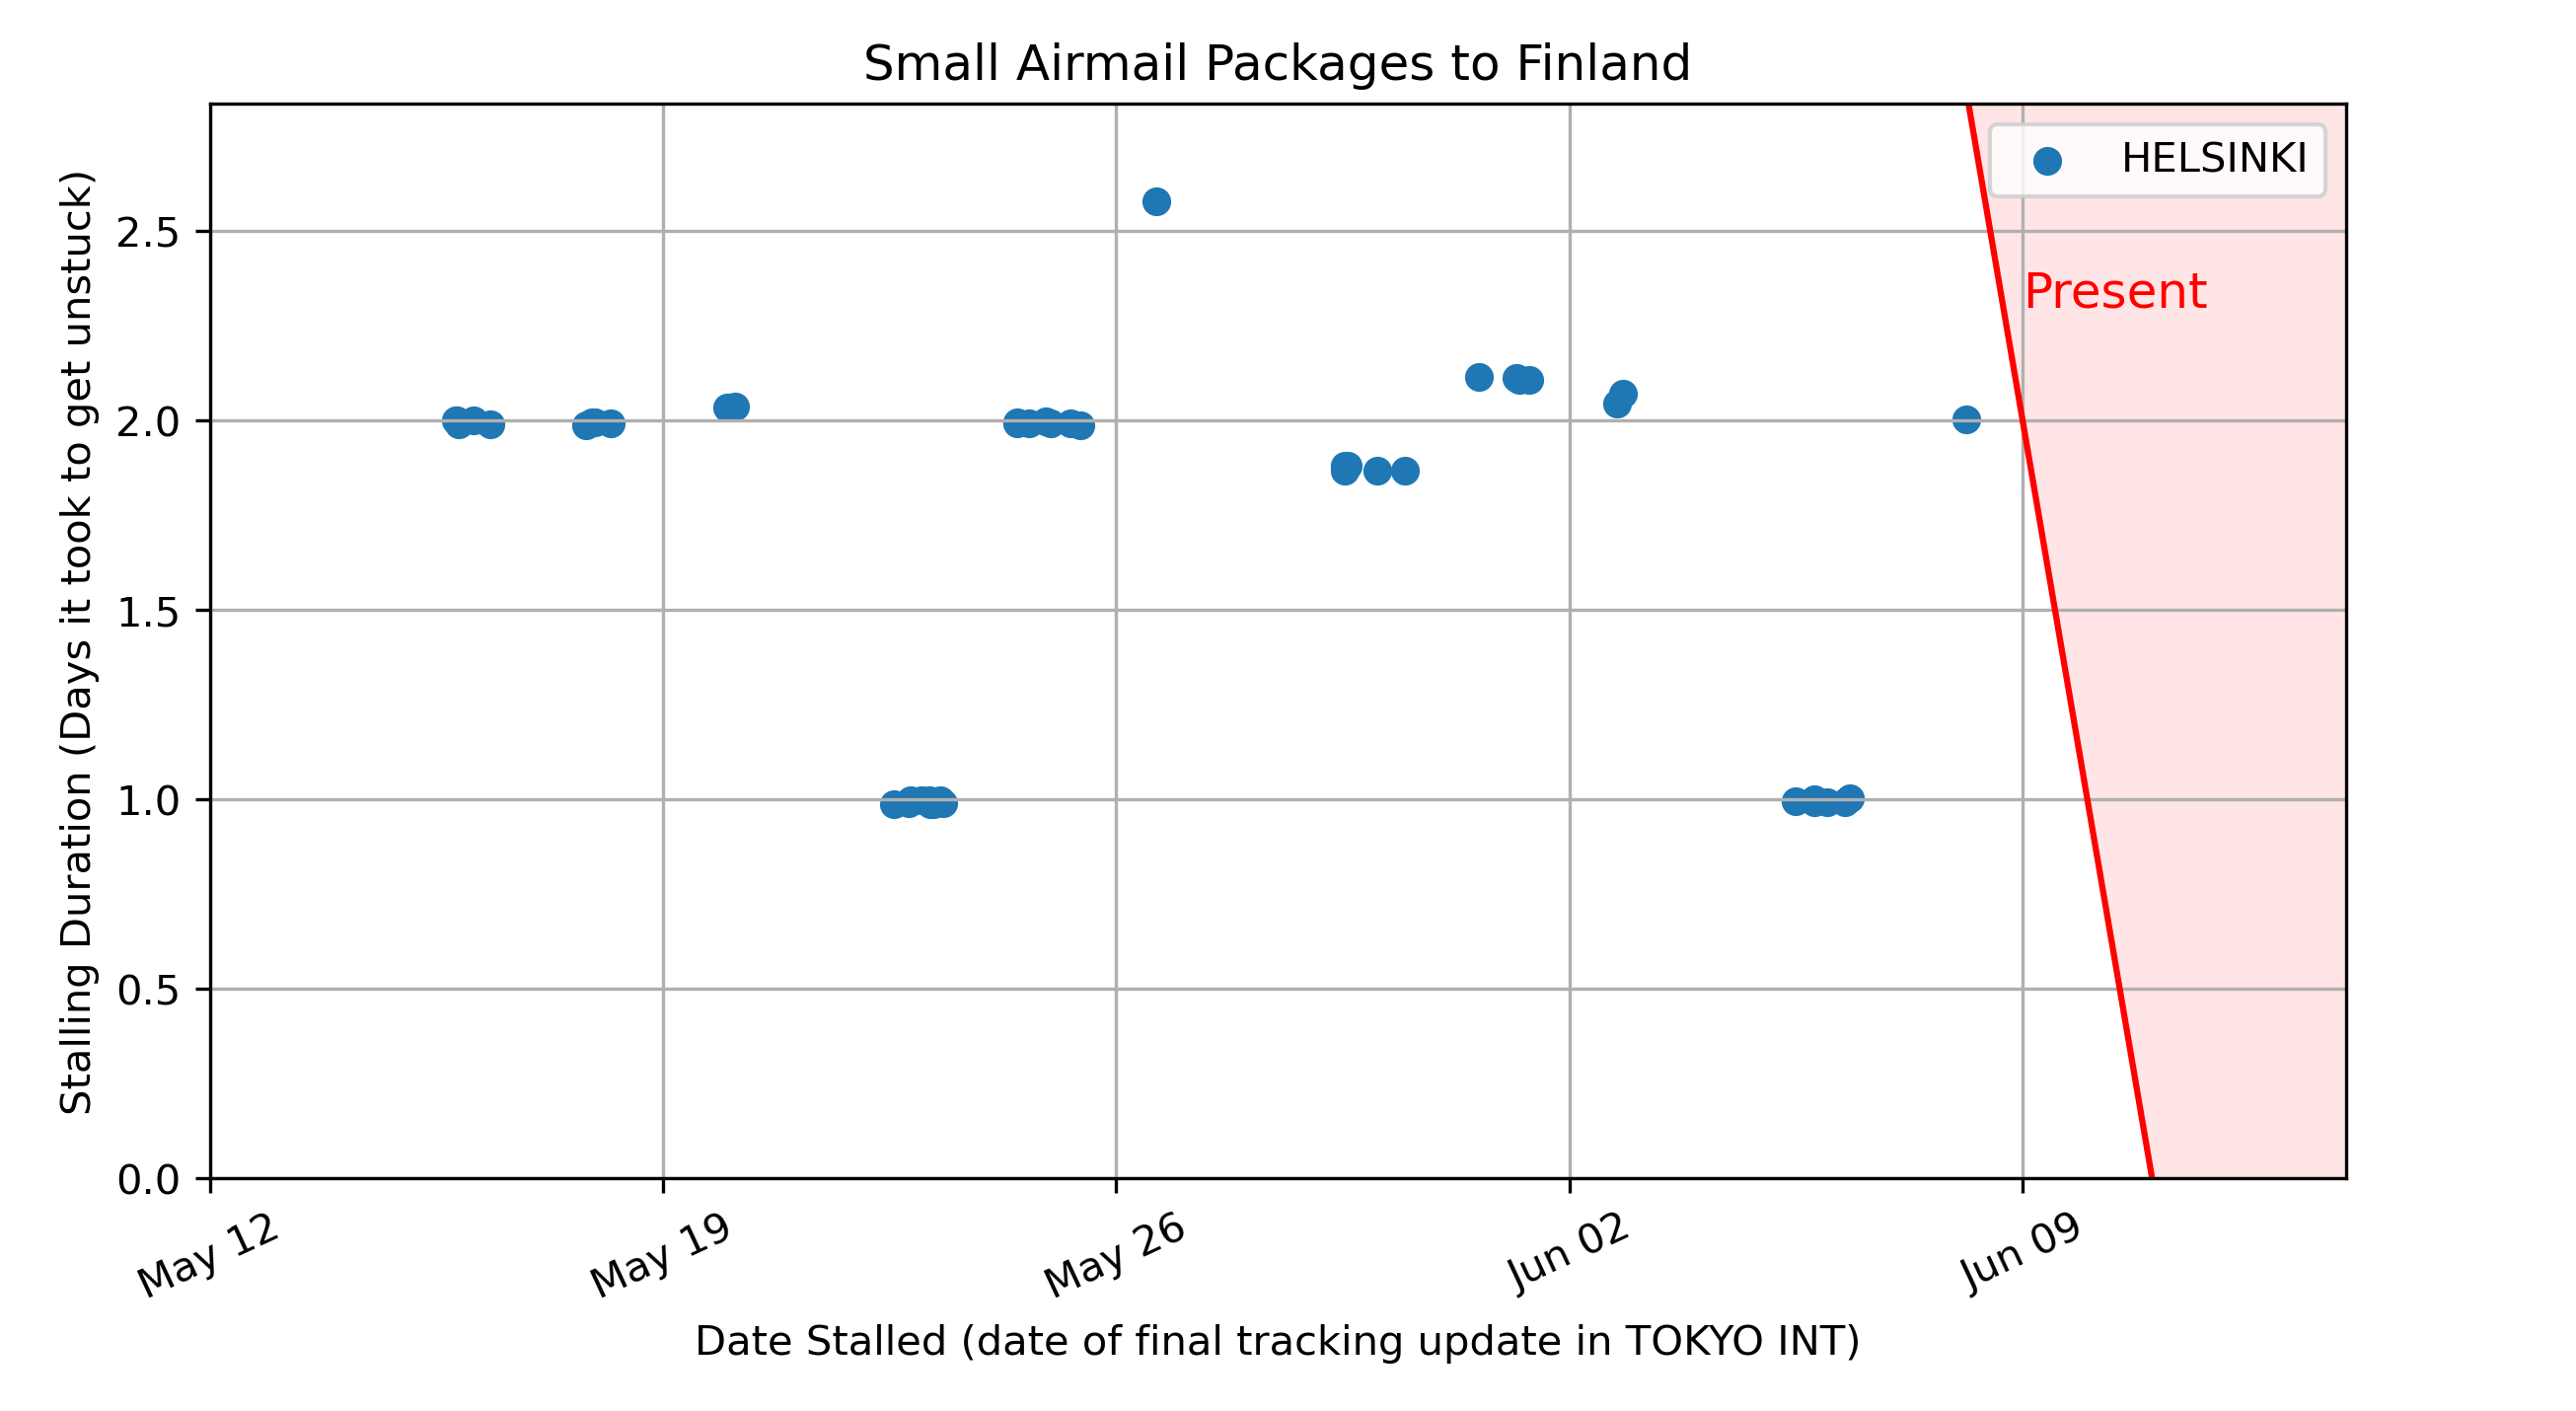 Small Airmail Packages to Finland
HELSINKI
Present
Stalling Duration (Days it took to get unstuck)
2.5
2.0
1.5
1.0
0.5
0.0
May 12
May 19
May 26
Jun 02
Jun 09
Date Stalled (date of final tracking update in TOKYO INT)